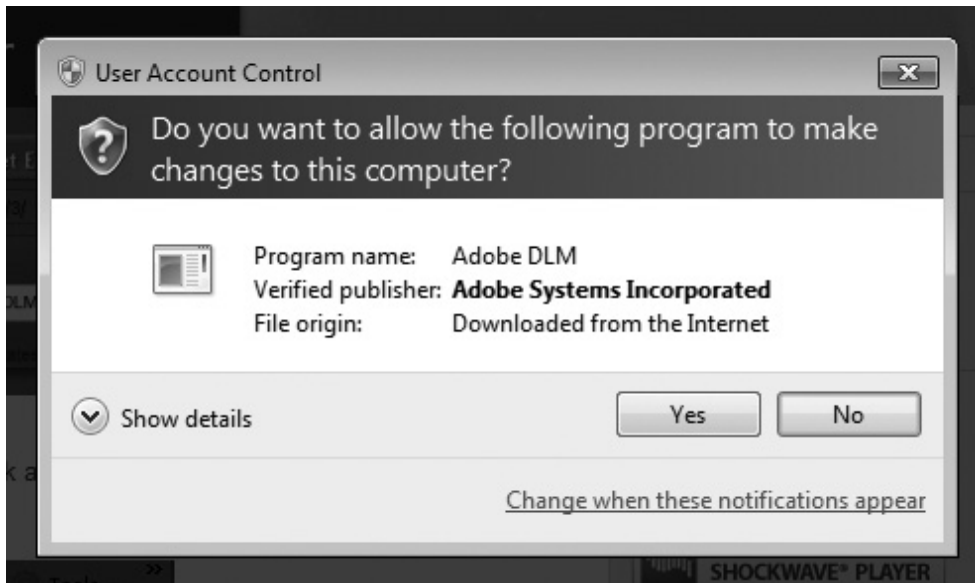 User Account Control
Do you want to allow the following program to make
changes to this computer?
Program name: Adobe DLM
Verified publisher: Adobe Systems Incorporated
File origin: Downloaded from the Internet
Show details
Yes No
Change when these notifications appear
SHOCKWAVE® PLAYER